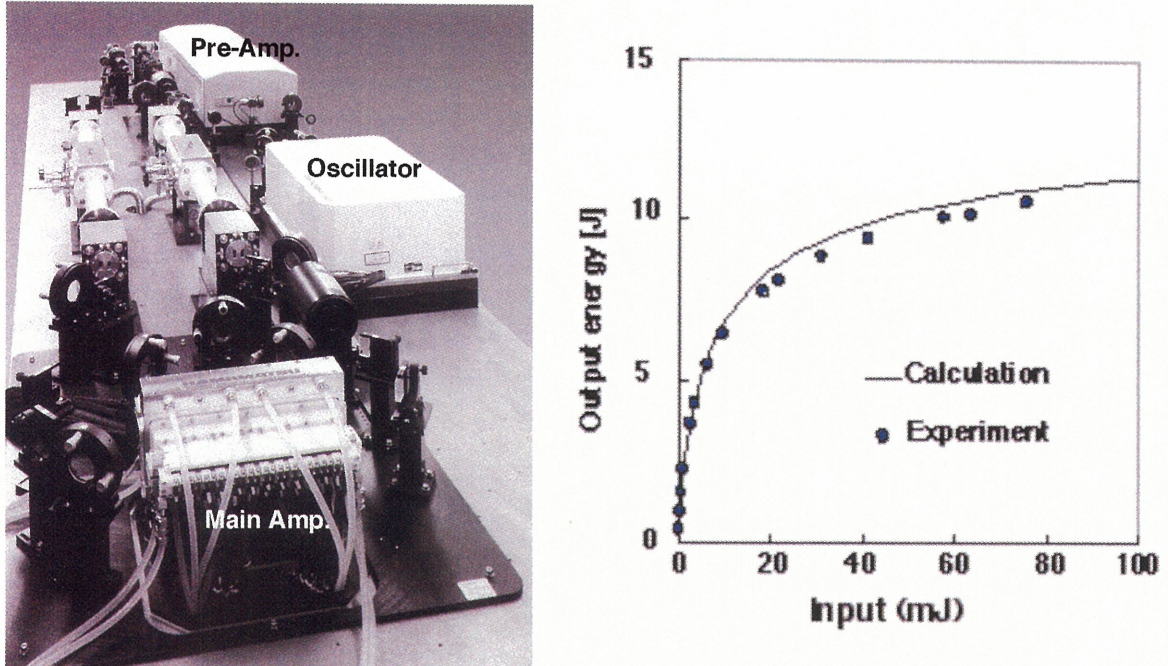 Pre-Amp.
Oscillator
HAMAMATSU
Main Amp.
15
10
5
0
Output energy [J]
Calculation
Experiment
0 20 40 60 80 100
Input (mJ)